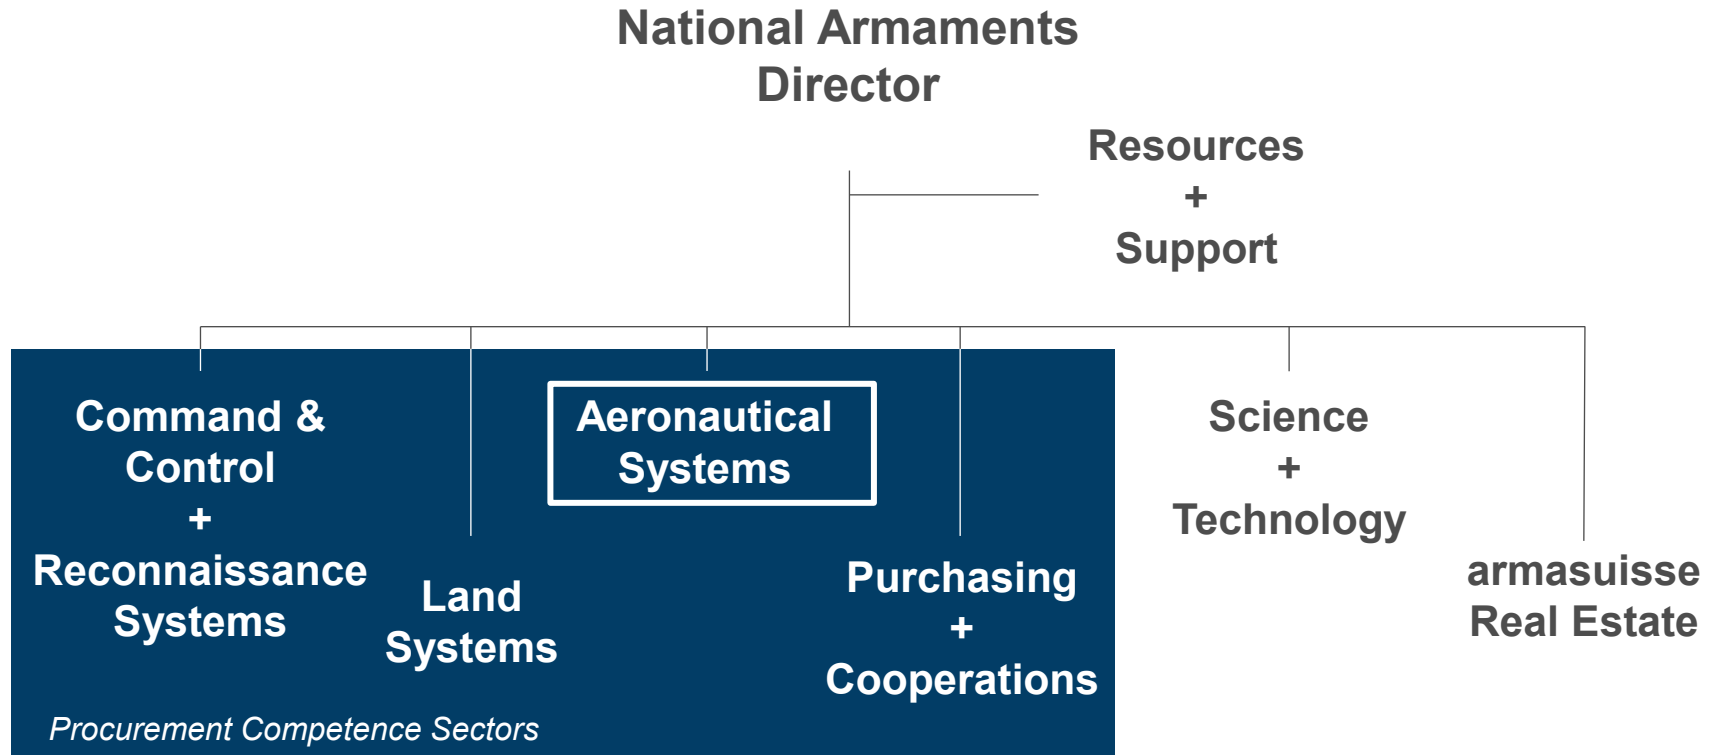 National Armaments
Director
Resources
+
Support
Command &
Control
+
Reconnaissance
Systems
Land
Systems
Aeronautical
Systems
Purchasing
+
Cooperations
Science
+
Technology
armasuisse
Real Estate
Procurement Competence Sectors